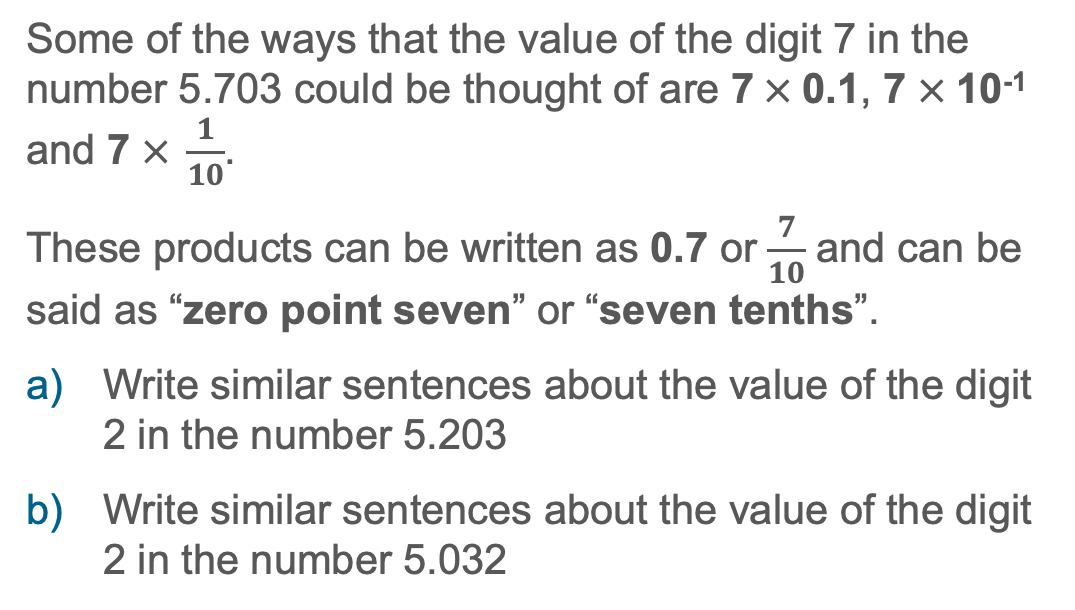 Some of the ways that the value of the digit 7 in the
number 5.703 could be thought of are 7 × 0.1, 7 × 10⁻¹
and 7 × 1/10.
These products can be written as 0.7 or 7/10 and can be
said as “zero point seven” or “seven tenths”.
a) Write similar sentences about the value of the digit
2 in the number 5.203
b) Write similar sentences about the value of the digit
2 in the number 5.032